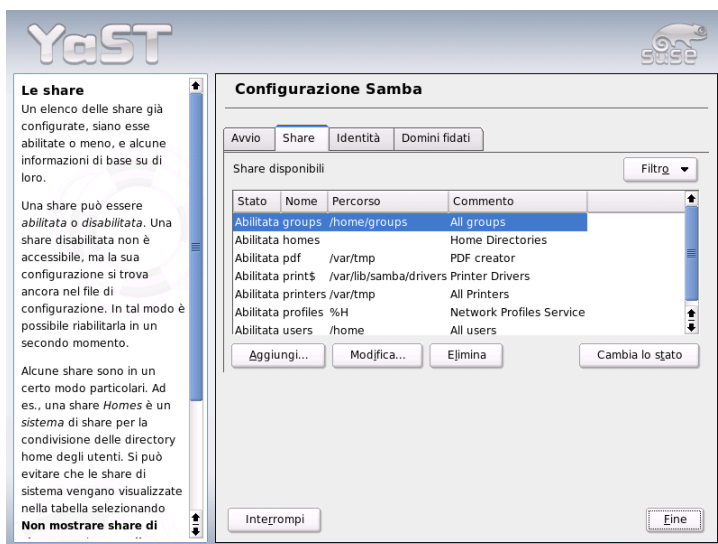 YaST
SUSE
Le share
Un elenco delle share già
configurate, siano esse
abilitate o meno, e alcune
informazioni di base su di
loro.
Una share può essere
abilitata o disabilitata. Una
share disabilitata non è
accessibile, ma la sua
configurazione si trova
ancora nel file di
configurazione. In tal modo è
possibile riabilitarla in un
secondo momento.
Alcune share sono in un
certo modo particolari. Ad
es., una share Homes è un
sistema di share per la
condivisione delle directory
home degli utenti. Si può
evitare che le share di
sistema vengano visualizzate
nella tabella selezionando
Non mostrare share di
Configurazione Samba
Avvio Share Identità Domini fidati
Share disponibili
Filtro
Stato Nome Percorso Commento
Abilitata groups /home/groups All groups
Abilitata homes Home Directories
Abilitata pdf /var/tmp PDF creator
Abilitata print$ /var/lib/samba/drivers Printer Drivers
Abilitata printers /var/tmp All Printers
Abilitata profiles %H Network Profiles Service
Abilitata users /home All users
Aggiungi... Modifica... Elimina Cambia lo stato
Interrompi Fine